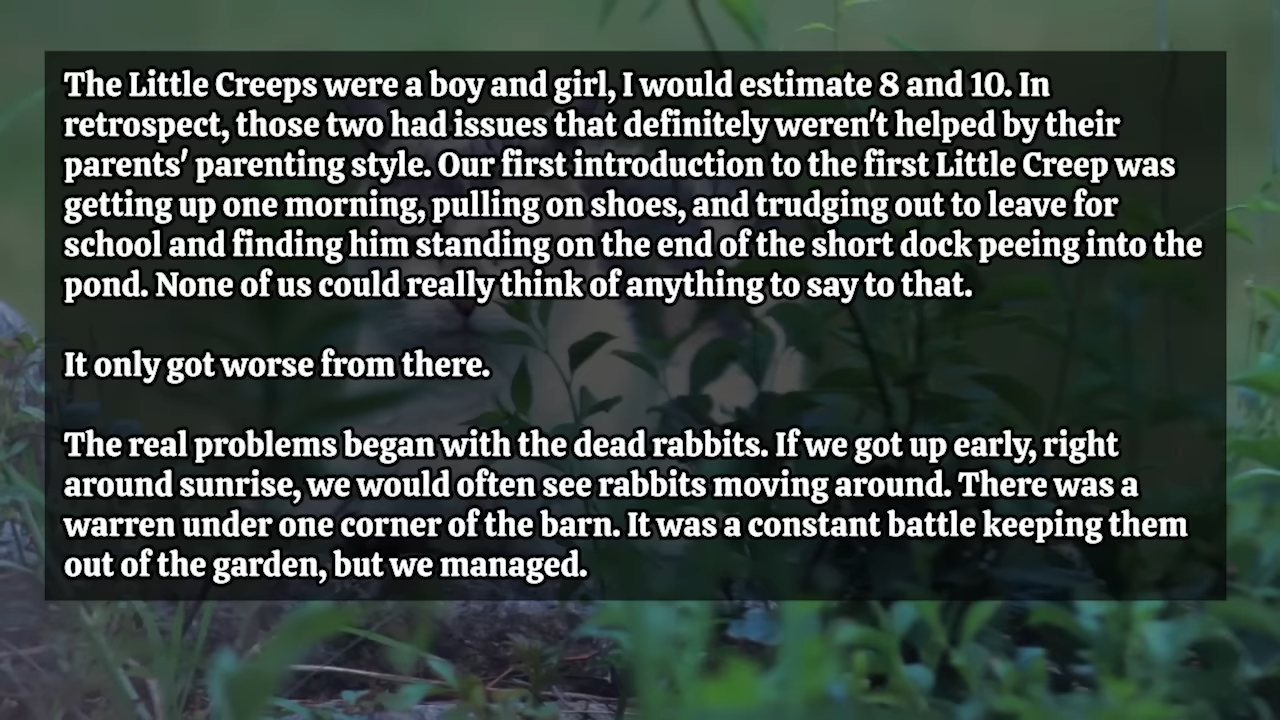 The Little Creeps were a boy and girl, I would estimate 8 and 10. In
retrospect, those two had issues that definitely weren't helped by their
parents' parenting style. Our first introduction to the first Little Creep was
getting up one morning, pulling on shoes, and trudging out to leave for
school and finding him standing on the end of the short dock peeing into the
pond. None of us could really think of anything to say to that.
It only got worse from there.
The real problems began with the dead rabbits. If we got up early, right
around sunrise, we would often see rabbits moving around. There was a
warren under one corner of the barn. It was a constant battle keeping them
out of the garden, but we managed.